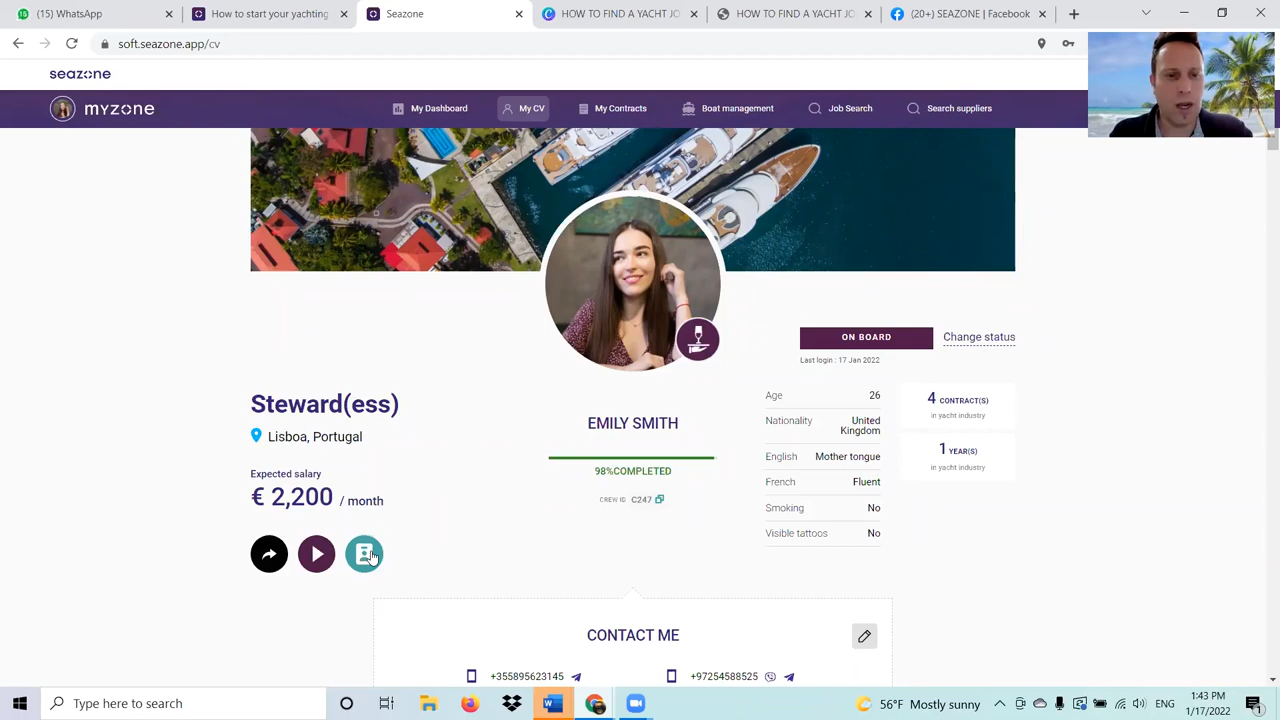 (15) WhatsApp
How to start your yachting
Seazone
HOW TO FIND A YACHT JO
HOW TO FIND YACHT JOB
(20+) SEAZONE | Facebook
soft.seazone.app/cv
seazone
myzone
My Dashboard
My CV
My Contracts
Boat management
Job Search
Search suppliers
ON BOARD
Change status
Last login : 17 Jan 2022
Steward(ess)
Lisboa, Portugal
Expected salary
€ 2,200 / month
EMILY SMITH
98%COMPLETED
CREW ID C247
Age 26
Nationality United
Kingdom
English Mother tongue
French Fluent
Smoking No
Visible tattoos No
4 CONTRACT(S)
in yacht industry
1 YEAR(S)
in yacht industry
CONTACT ME
+355895623145
+97254588525
Type here to search
56°F Mostly sunny
ENG
1:43 PM
1/17/2022